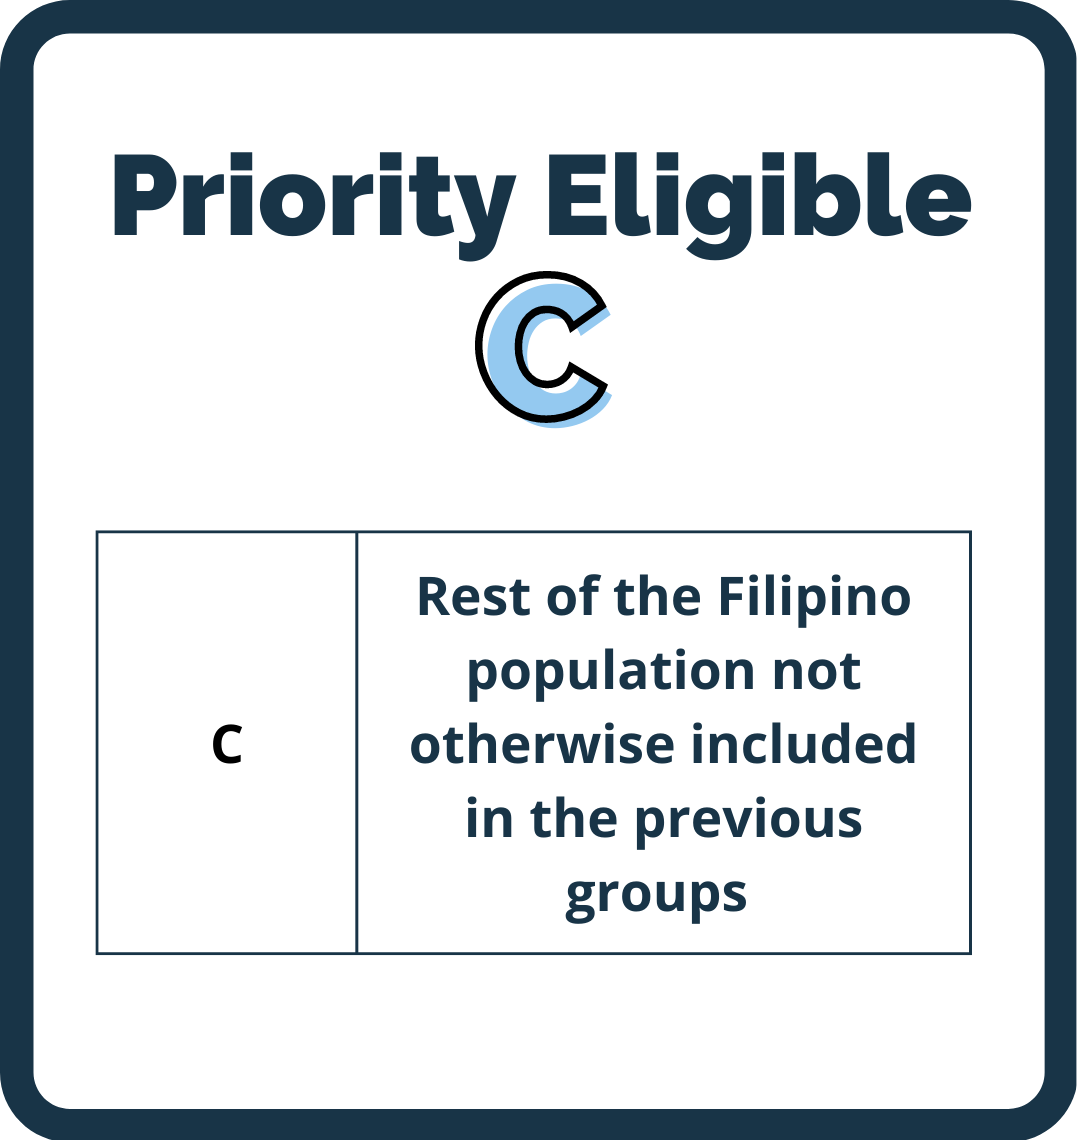 Priority Eligible
C
C
Rest of the Filipino
population not
otherwise included
in the previous
groups